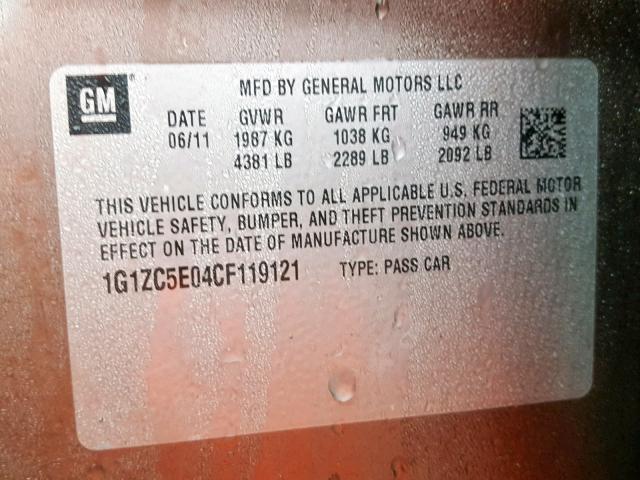 GM
MFD BY GENERAL MOTORS LLC
DATE GVWR GAWR FRT GAWR RR
06/11 1987 KG 1038 KG 949 KG
4381 LB 2289 LB 2092 LB
THIS VEHICLE CONFORMS TO ALL APPLICABLE U.S. FEDERAL MOTOR
VEHICLE SAFETY, BUMPER, AND THEFT PREVENTION STANDARDS IN
EFFECT ON THE DATE OF MANUFACTURE SHOWN ABOVE.
1G1ZC5E04CF119121 TYPE: PASS CAR